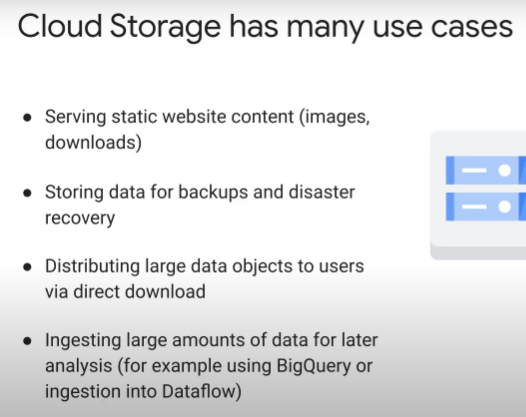 Cloud Storage has many use cases
● Serving static website content (images,
downloads)
● Storing data for backups and disaster
recovery
● Distributing large data objects to users
via direct download
● Ingesting large amounts of data for later
analysis (for example using BigQuery or
ingestion into Dataflow)